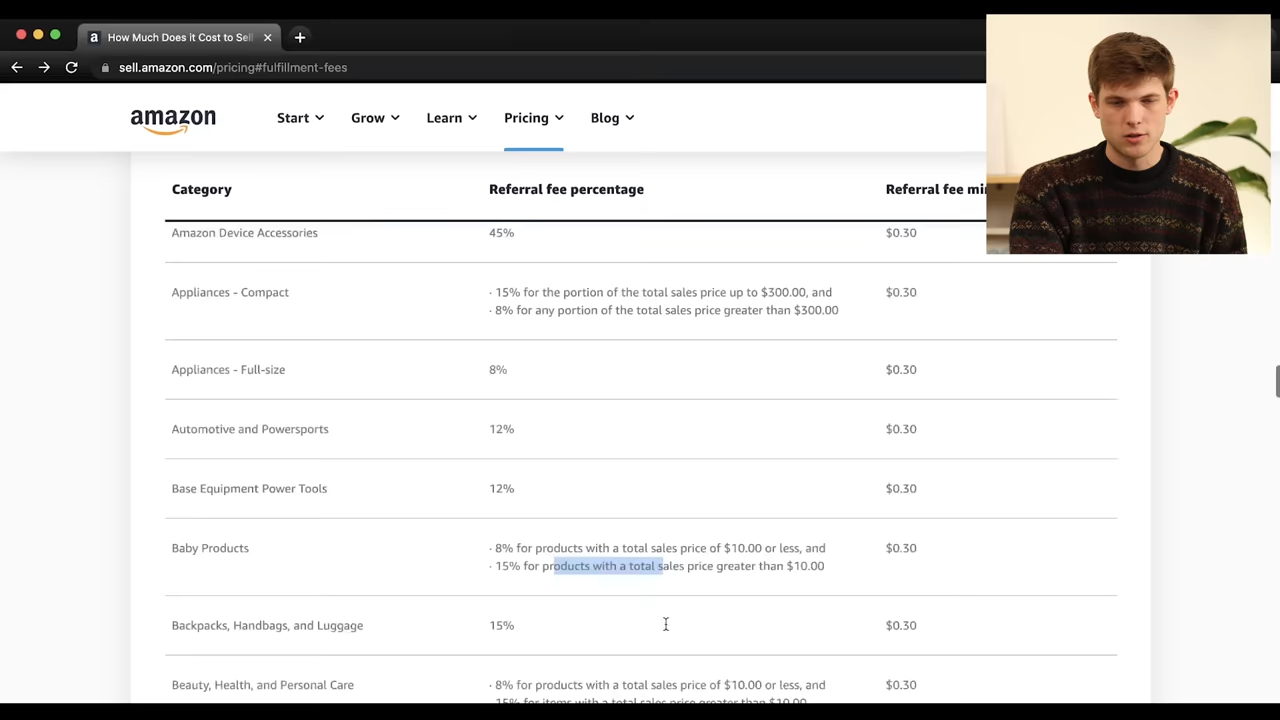 How Much Does it Cost to Sell
sell.amazon.com/pricing#fulfillment-fees
amazon
Start
Grow
Learn
Pricing
Blog
Category
Referral fee percentage
Referral fee
Amazon Device Accessories
45%
$0.30
Appliances - Compact
· 15% for the portion of the total sales price up to $300.00, and
· 8% for any portion of the total sales price greater than $300.00
$0.30
Appliances - Full-size
8%
$0.30
Automotive and Powersports
12%
$0.30
Base Equipment Power Tools
12%
$0.30
Baby Products
· 8% for products with a total sales price of $10.00 or less, and
· 15% for products with a total sales price greater than $10.00
$0.30
Backpacks, Handbags, and Luggage
15%
$0.30
Beauty, Health, and Personal Care
· 8% for products with a total sales price of $10.00 or less, and
· 15% for items with a total sales price greater than $10.00
$0.30